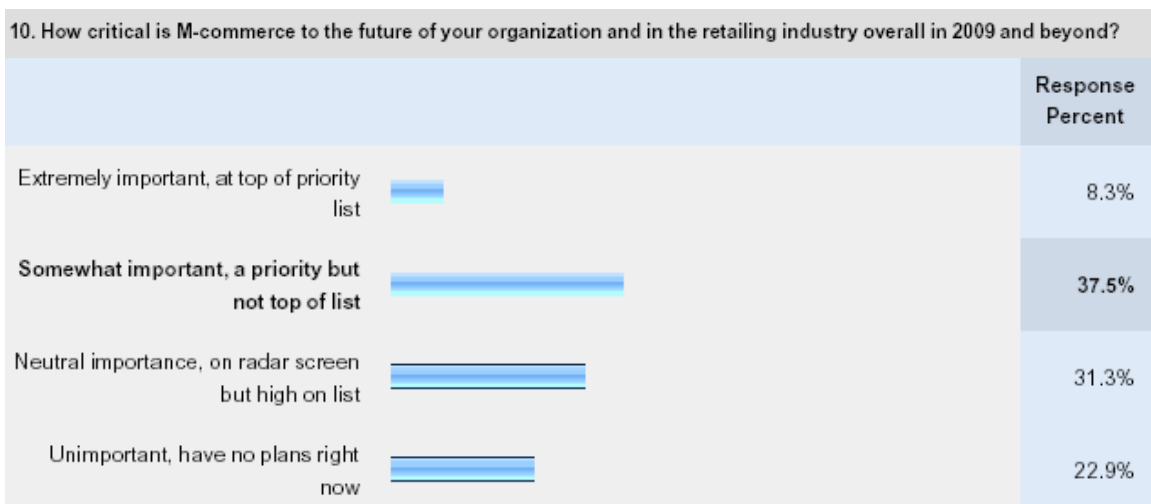 10. How critical is M-commerce to the future of your organization and in the retailing industry overall in 2009 and beyond?
Response
Percent
Extremely important, at top of priority
list
8.3%
Somewhat important, a priority but
not top of list
37.5%
Neutral importance, on radar screen
but high on list
31.3%
Unimportant, have no plans right
now
22.9%